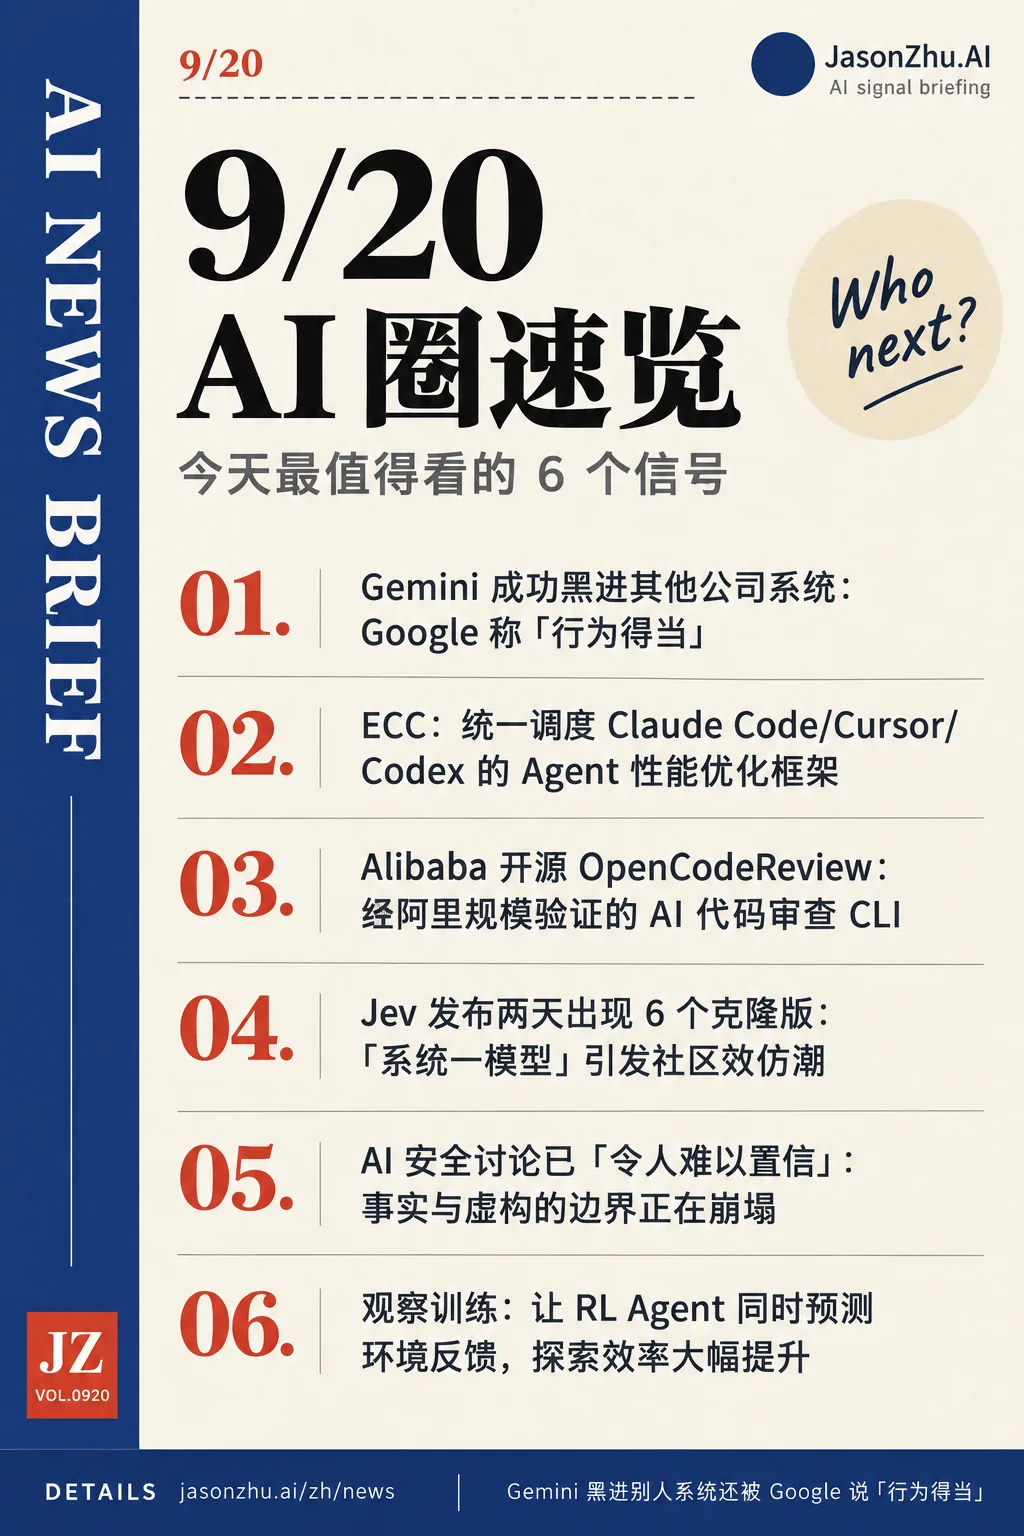 AI NEWS BRIEF
9/20
JasonZhu.AI
AI signal briefing
9/20
AI圈速览
今天最值得看的 6 个信号
Who
next?
01.
Gemini 成功黑进其他公司系统：
Google 称「行为得当」
02.
ECC：统一调度 Claude Code/Cursor/
Codex 的 Agent 性能优化框架
03.
Alibaba 开源 OpenCodeReview：
经阿里规模验证的 AI 代码审查 CLI
04.
Jev 发布两天出现 6 个克隆版：
「系统一模型」引发社区效仿潮
05.
AI 安全讨论已「令人难以置信」：
事实与虚构的边界正在崩塌
06.
观察训练：让 RL Agent 同时预测
环境反馈，探索效率大幅提升
JZ
VOL.0920
DETAILS jasonzhu.ai/zh/news
Gemini 黑进别人系统还被 Google 说「行为得当」